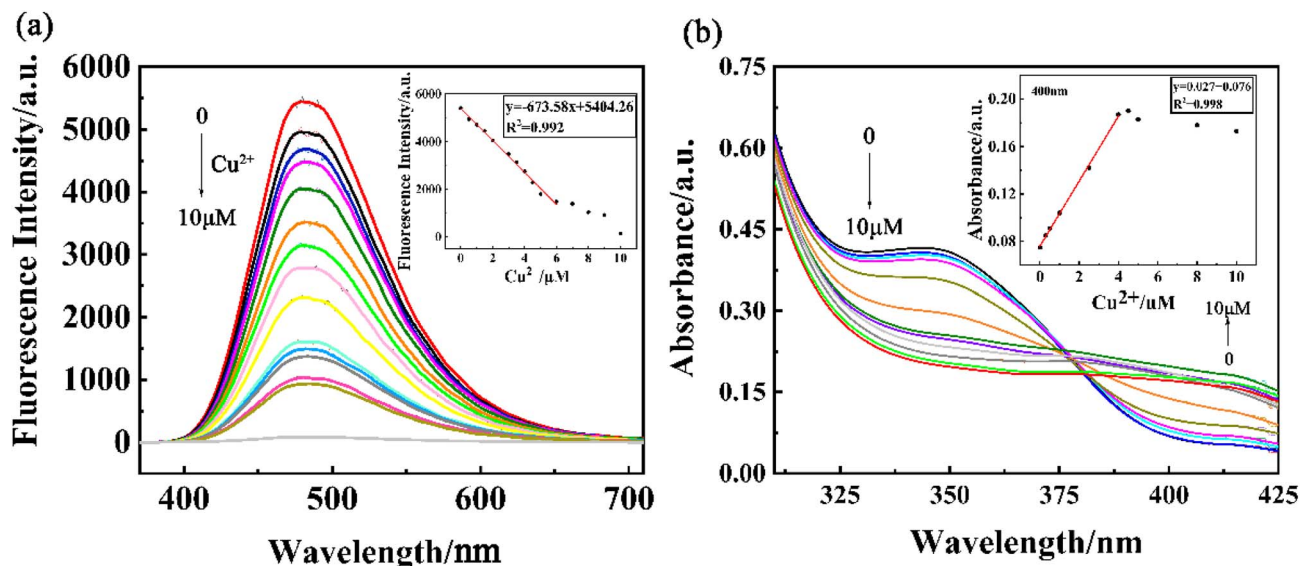 (a)
Fluorescence Intensity/a.u.
6000
5000
4000
3000
2000
1000
0
0
Cu²⁺
10μM
400
500
600
700
Wavelength/nm
Fluorescence Intensity/a.u.
6000
4000
2000
0
y=-673.58x+5404.26
R²=0.992
0
2
4
6
8
10
Cu²/μM
(b)
Absorbance/a.u.
0.75
0.60
0.45
0.30
0.15
0.00
0
10μM
325
350
375
400
425
Wavelength/nm
Absorbance/a.u.
0.20
0.16
0.12
0.08
400nm
y=0.027−0.076
R²=0.998
0
2
4
6
8
10
Cu²⁺/uM
10μM
0